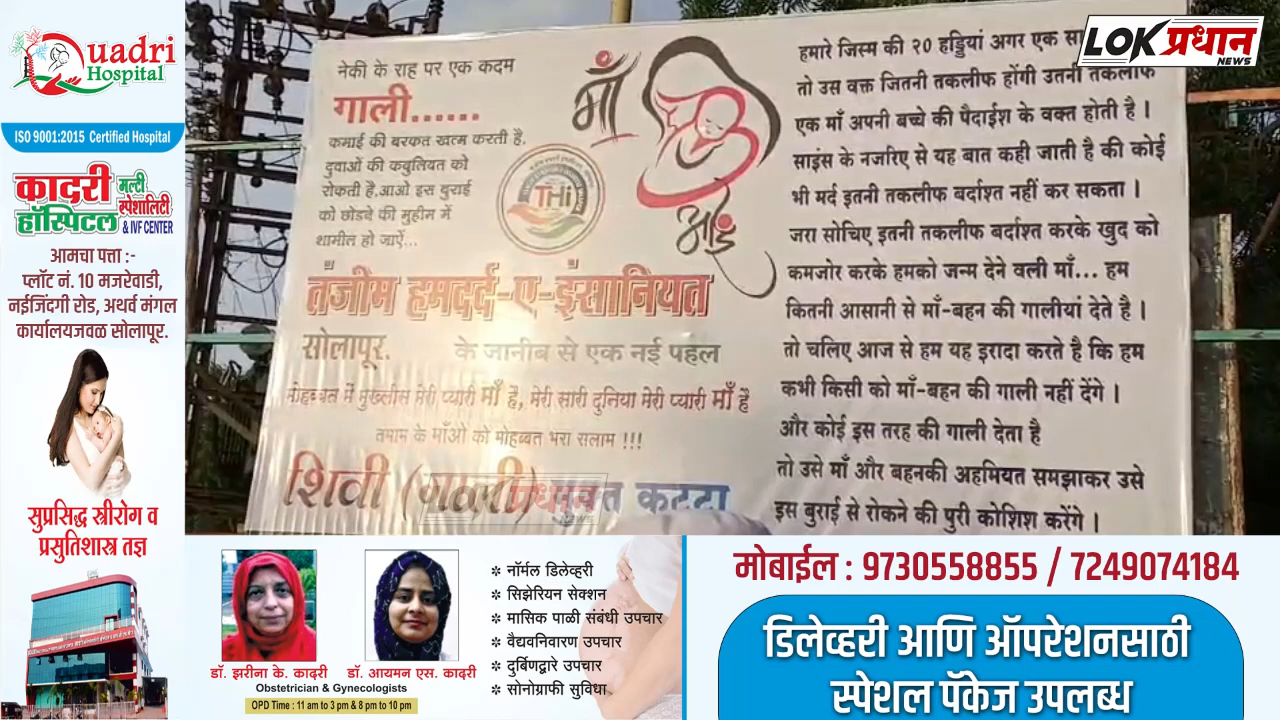 Quadri
Hospital
ISO 9001:2015 Certified Hospital
कादरी मल्टी
हॉस्पिटल स्पेशालिटी
& IVF CENTER
आमचा पत्ता :-
प्लॉट नं. 10 मजरेवाडी,
नईजिंदगी रोड, अथर्व मंगल
कार्यालयजवळ सोलापूर.
सुप्रसिद्ध स्त्रीरोग व
प्रसुतिशास्त्र तज्ञ
LOK प्रधान
NEWS
नेकी के राह पर एक कदम
गाली......
कमाई की बरकत खत्म करती है.
दुवाओं की कबुलियत को
रोकती है.आओ इस बुराई
को छोडने की मुहीम में
शामील हो जाऐं...
माँ
THi
आई
तंजीम हमदर्द-ए-इंसानियत
सोलापूर. के जानीब से एक नई पहल
मोहब्बत में मुख्लीस मेरी प्यारी माँ है, मेरी सारी दुनिया मेरी प्यारी माँ है
तमाम के माँओं को मोहब्बत भरा सलाम !!!
शिवी (गाली) मुक्त कट्टा
हमारे जिस्म की २० हड्डियां अगर एक
तो उस वक्त जितनी तकलीफ होंगी उतनी तकलीफ
एक माँ अपनी बच्चे की पैदाईश के वक्त होती है ।
साइंस के नजरिए से यह बात कही जाती है की कोई
भी मर्द इतनी तकलीफ बर्दाश्त नहीं कर सकता ।
जरा सोचिए इतनी तकलीफ बर्दाश्त करके खुद को
कमजोर करके हमको जन्म देने वली माँ... हम
कितनी आसानी से माँ-बहन की गालीयां देते है ।
तो चलिए आज से हम यह इरादा करते है कि हम
कभी किसी को माँ-बहन की गाली नहीं देंगे ।
और कोई इस तरह की गाली देता है
तो उसे माँ और बहनकी अहमियत समझाकर उसे
इस बुराई से रोकने की पुरी कोशिश करेंगे ।
डॉ. झरीना के. कादरी
डॉ. आयमन एस. कादरी
Obstetrician & Gynecologists
OPD Time : 11 am to 3 pm & 8 pm to 10 pm
❇ नॉर्मल डिलेव्हरी
❇ सिझेरियन सेक्शन
❇ मासिक पाळी संबंधी उपचार
❇ वैद्यवनिवारण उपचार
❇ दुर्बिणद्वारे उपचार
❇ सोनोग्राफी सुविधा
मोबाईल : 9730558855 / 7249074184
डिलेव्हरी आणि ऑपरेशनसाठी
स्पेशल पॅकेज उपलब्ध